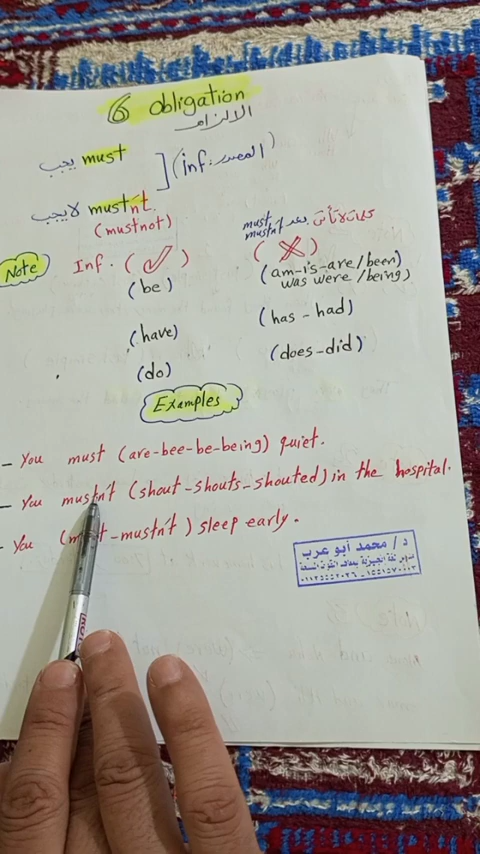 6 obligation
الالزام
must يجب
(inf: المصدر)
mustn't لا يجب
(mustnot)
كلمات لا تأتى بعد must
mustn't
Note
Inf. (✓)
(✗)
(be)
(am-is-are/been/
was were /being)
(have)
(has - had)
(do)
(does-did)
Examples
- You must (are-bee-be-being) quiet.
- You mustn't (shout-shouts-shouted) in the hospital.
- You (must-mustn't) sleep early.
د/ محمد أبو عرب